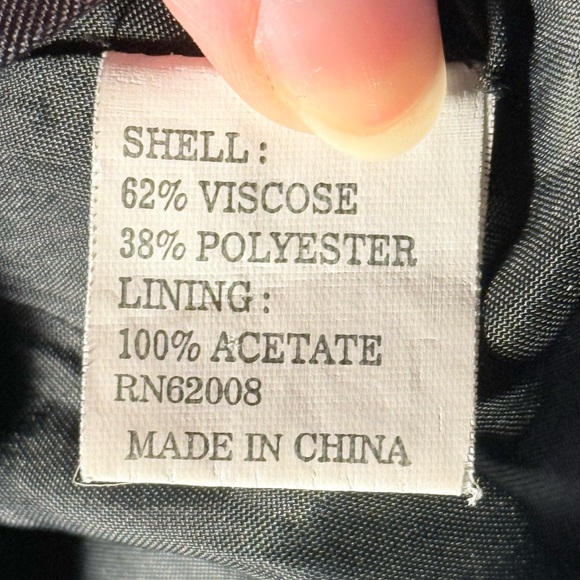 SHELL:
62% VISCOSE
38% POLYESTER
LINING:
100% ACETATE
RN62008
MADE IN CHINA